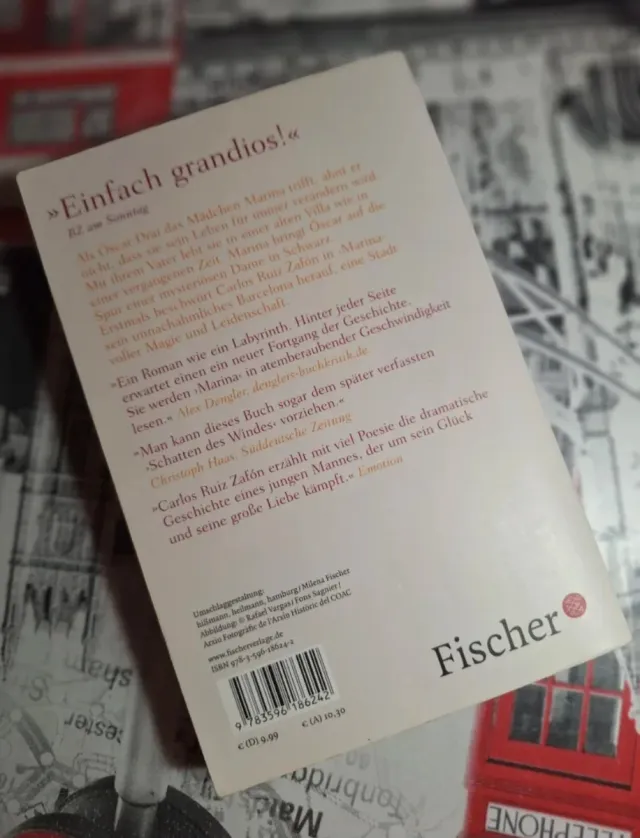 »Einfach grandios!«
BZ am Sonntag
Als Óscar Drai das Mädchen Marina trifft, ahnt er
nicht, dass sie sein Leben für immer verändern wird.
Mit ihrem Vater lebt sie in einer alten Villa wie in
einer vergangenen Zeit. Marina bringt Óscar auf die
Spur einer mysteriösen Dame in Schwarz.
Erstmals beschwört Carlos Ruiz Zafón in ›Marina‹
sein unnachahmliches Barcelona herauf, eine Stadt
voller Magie und Leidenschaft.
»Ein Roman wie ein Labyrinth. Hinter jeder Seite
erwartet einen ein neuer Fortgang der Geschichte.
Sie werden ›Marina‹ in atemberaubender Geschwindigkeit
lesen.« Alex Dengler, denglers-buchkritik.de
»Man kann dieses Buch sogar dem später verfassten
›Schatten des Windes‹ vorziehen.«
Christoph Haas, Süddeutsche Zeitung
»Carlos Ruiz Zafón erzählt mit viel Poesie die dramatische
Geschichte eines jungen Mannes, der um sein Glück
und seine große Liebe kämpft.« Emotion
Umschlaggestaltung:
hißmann, heilmann, hamburg / Milena Fischer
Abbildung: © Rafael Vargas / Fons Sagnier /
Arxiu Fotogràfic de l'Arxiu Històric del COAC
www.fischerverlage.de
ISBN 978-3-596-18624-2
9 783596 186242
€ (D) 9,99
€ (A) 10,30
Fischer
TELEPHONE